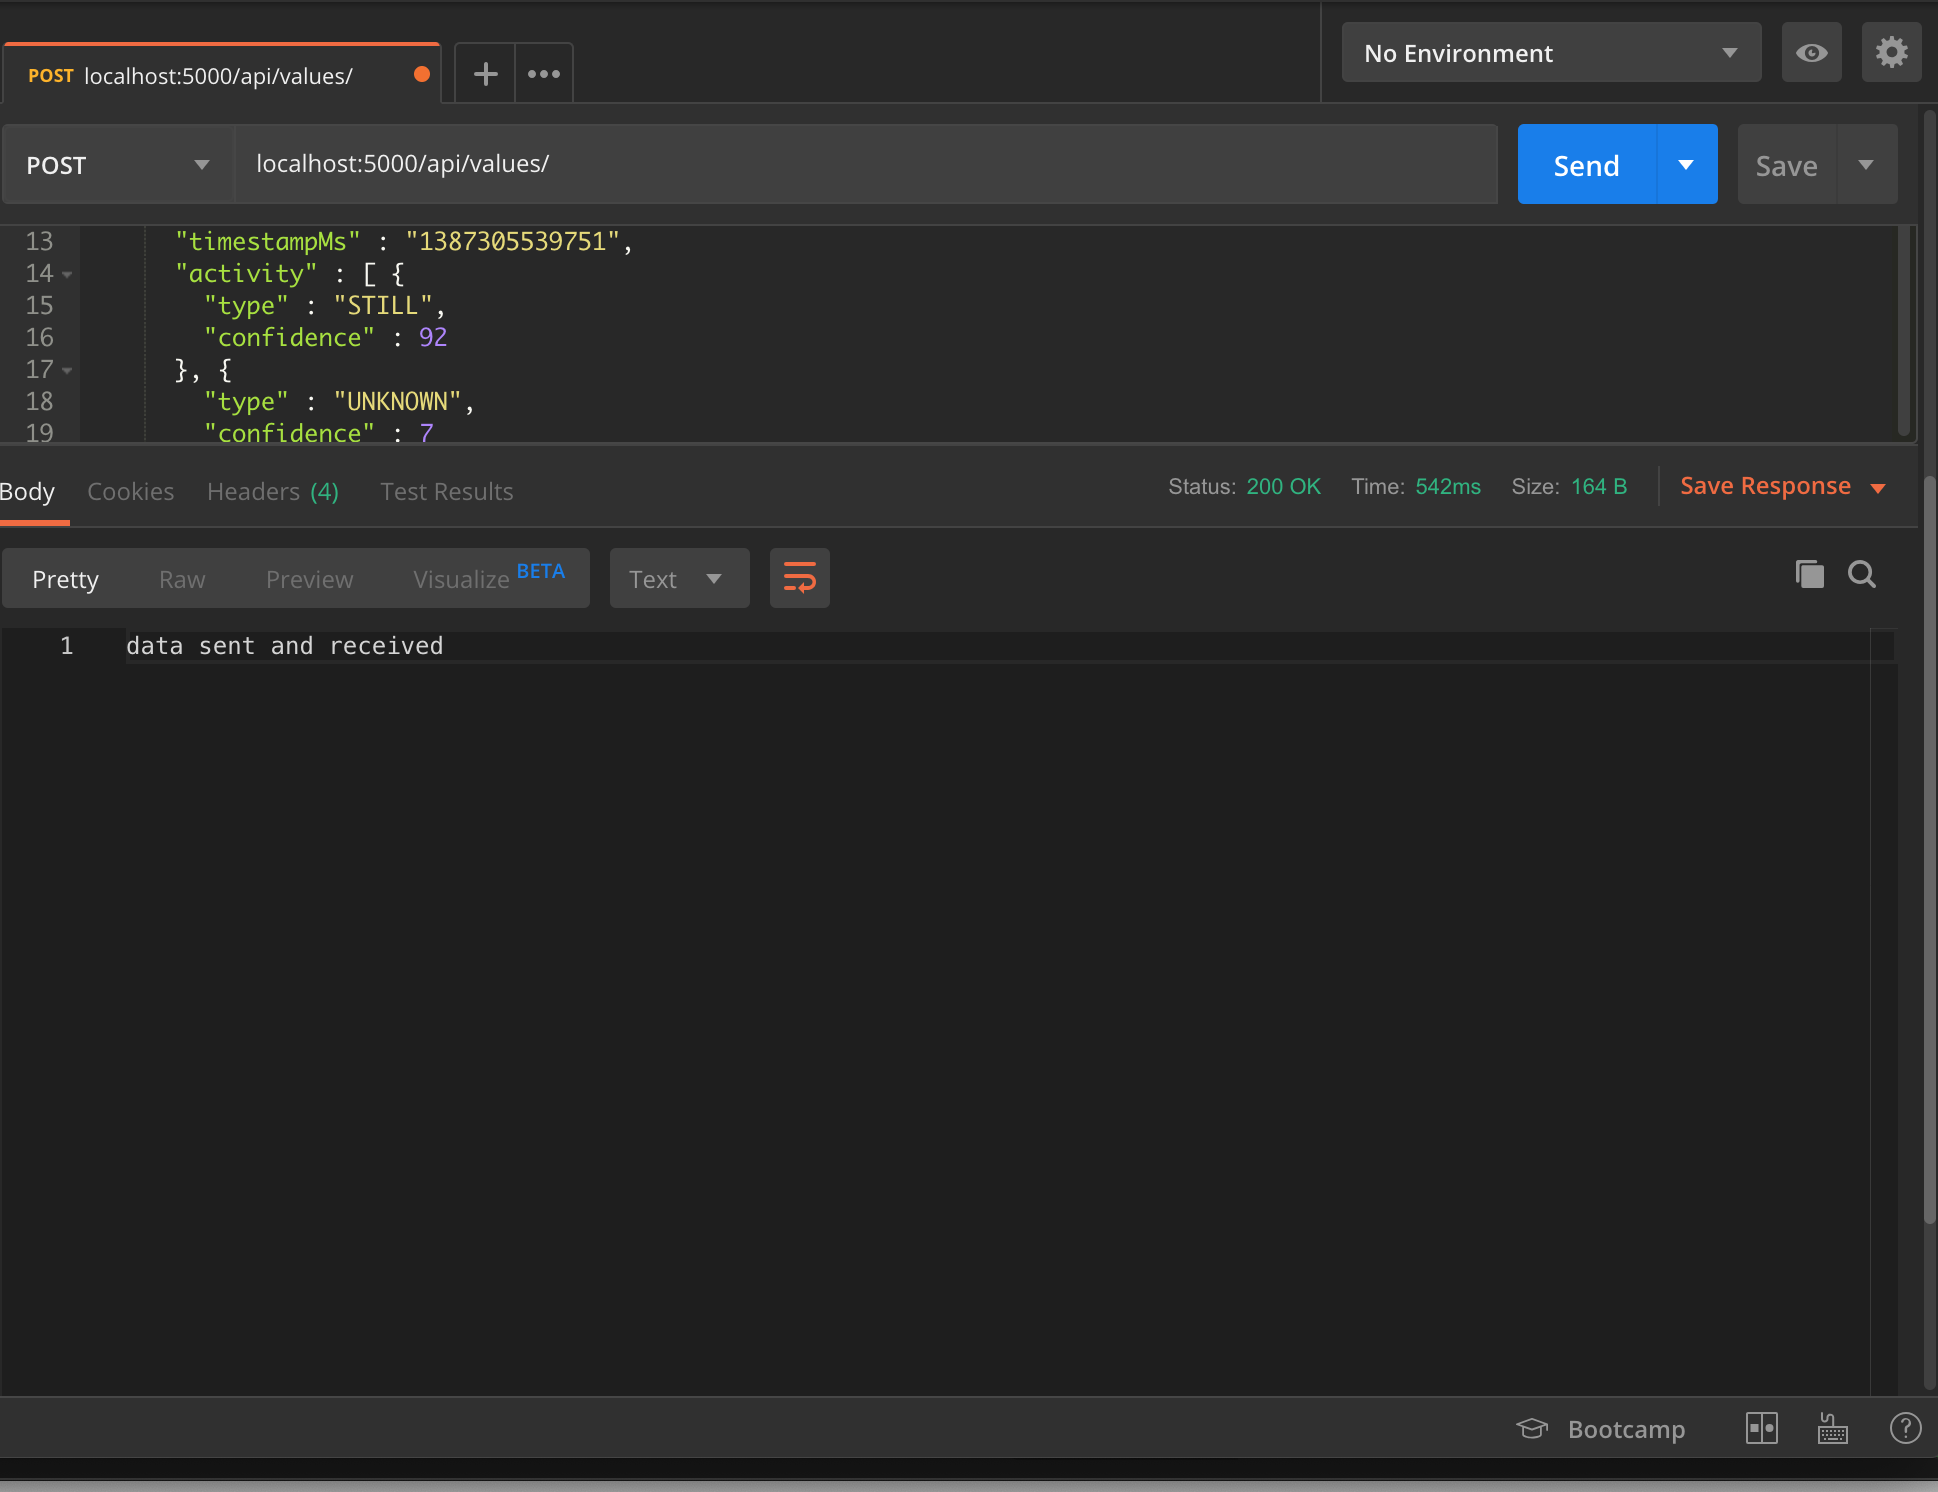 No Environment
POST localhost:5000/api/values/
POST localhost:5000/api/values/ Send Save
13 "timestampMs" : "1387305539751",
14 "activity" : [ {
15 "type" : "STILL",
16 "confidence" : 92
17 }, {
18 "type" : "UNKNOWN",
19 "confidence" : 7
Body Cookies Headers (4) Test Results Status: 200 OK Time: 542ms Size: 164 B Save Response
Pretty Raw Preview Visualize BETA Text
1 data sent and received
Bootcamp